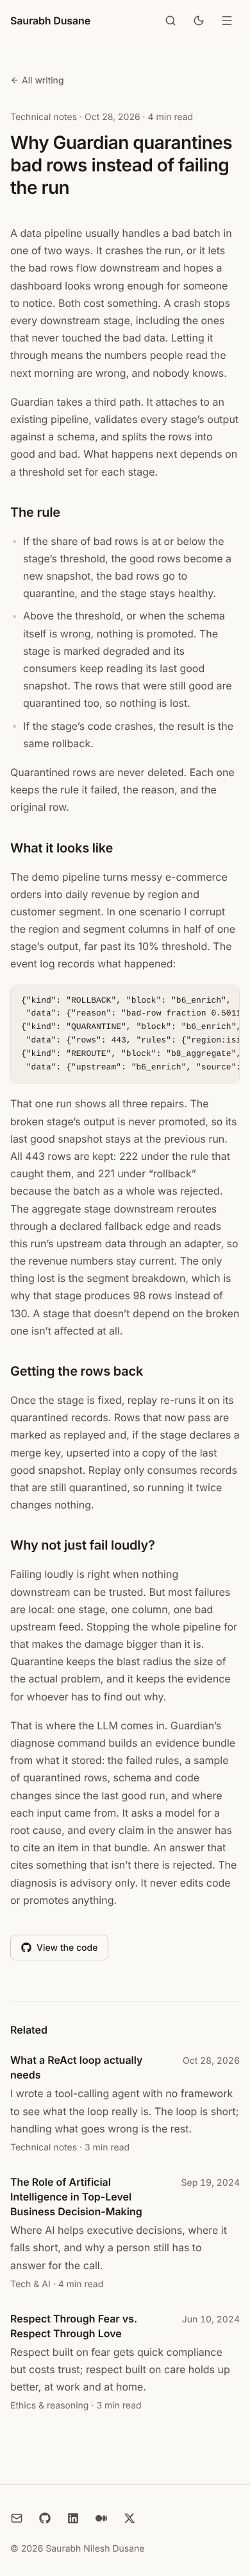 Saurabh Dusane
← All writing
Technical notes · Oct 28, 2026 · 4 min read
Why Guardian quarantines
bad rows instead of failing
the run
A data pipeline usually handles a bad batch in
one of two ways. It crashes the run, or it lets
the bad rows flow downstream and hopes a
dashboard looks wrong enough for someone
to notice. Both cost something. A crash stops
every downstream stage, including the ones
that never touched the bad data. Letting it
through means the numbers people read the
next morning are wrong, and nobody knows.
Guardian takes a third path. It attaches to an
existing pipeline, validates every stage’s output
against a schema, and splits the rows into
good and bad. What happens next depends on
a threshold set for each stage.
The rule
If the share of bad rows is at or below the
stage’s threshold, the good rows become a
new snapshot, the bad rows go to
quarantine, and the stage stays healthy.
Above the threshold, or when the schema
itself is wrong, nothing is promoted. The
stage is marked degraded and its
consumers keep reading its last good
snapshot. The rows that were still good are
quarantined too, so nothing is lost.
If the stage’s code crashes, the result is the
same rollback.
Quarantined rows are never deleted. Each one
keeps the rule it failed, the reason, and the
original row.
What it looks like
The demo pipeline turns messy e-commerce
orders into daily revenue by region and
customer segment. In one scenario I corrupt
the region and segment columns in half of one
stage’s output, far past its 10% threshold. The
event log records what happened:
{"kind": "ROLLBACK", "block": "b6_enrich",
"data": {"reason": "bad-row fraction 0.5011
{"kind": "QUARANTINE", "block": "b6_enrich",
"data": {"rows": 443, "rules": {"region:isi
{"kind": "REROUTE", "block": "b8_aggregate",
"data": {"upstream": "b6_enrich", "source":
That one run shows all three repairs. The
broken stage’s output is never promoted, so its
last good snapshot stays at the previous run.
All 443 rows are kept: 222 under the rule that
caught them, and 221 under “rollback”
because the batch as a whole was rejected.
The aggregate stage downstream reroutes
through a declared fallback edge and reads
this run’s upstream data through an adapter, so
the revenue numbers stay current. The only
thing lost is the segment breakdown, which is
why that stage produces 98 rows instead of
130. A stage that doesn’t depend on the broken
one isn’t affected at all.
Getting the rows back
Once the stage is fixed, replay re-runs it on its
quarantined records. Rows that now pass are
marked as replayed and, if the stage declares a
merge key, upserted into a copy of the last
good snapshot. Replay only consumes records
that are still quarantined, so running it twice
changes nothing.
Why not just fail loudly?
Failing loudly is right when nothing
downstream can be trusted. But most failures
are local: one stage, one column, one bad
upstream feed. Stopping the whole pipeline for
that makes the damage bigger than it is.
Quarantine keeps the blast radius the size of
the actual problem, and it keeps the evidence
for whoever has to find out why.
That is where the LLM comes in. Guardian’s
diagnose command builds an evidence bundle
from what it stored: the failed rules, a sample
of quarantined rows, schema and code
changes since the last good run, and where
each input came from. It asks a model for a
root cause, and every claim in the answer has
to cite an item in that bundle. An answer that
cites something that isn’t there is rejected. The
diagnosis is advisory only. It never edits code
or promotes anything.
View the code
Related
What a ReAct loop actually
needs
Oct 28, 2026
I wrote a tool-calling agent with no framework
to see what the loop really is. The loop is short;
handling what goes wrong is the rest.
Technical notes · 3 min read
The Role of Artificial
Intelligence in Top-Level
Business Decision-Making
Sep 19, 2024
Where AI helps executive decisions, where it
falls short, and why a person still has to
answer for the call.
Tech & AI · 4 min read
Respect Through Fear vs.
Respect Through Love
Jun 10, 2024
Respect built on fear gets quick compliance
but costs trust; respect built on care holds up
better, at work and at home.
Ethics & reasoning · 3 min read
© 2026 Saurabh Nilesh Dusane